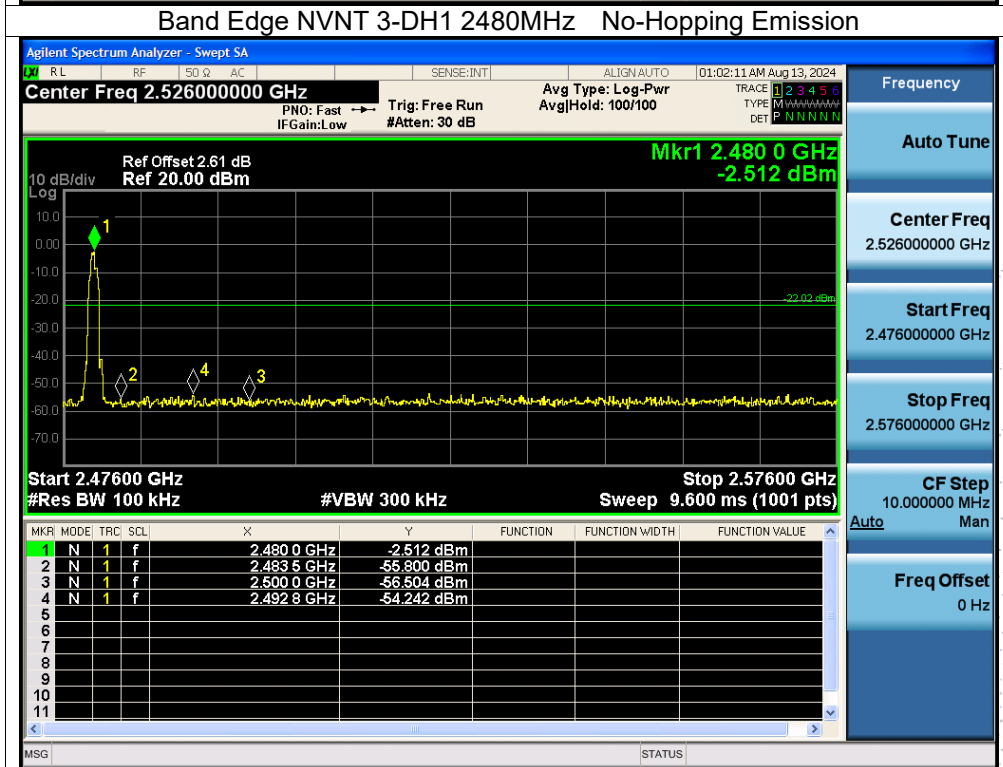 Band Edge NVNT 3-DH1 2480MHz No-Hopping Emission
Agilent Spectrum Analyzer - Swept SA
LXI RL RF 50 Ω AC SENSE:INT ALIGN AUTO 01:02:11 AM Aug 13, 2024
Center Freq 2.526000000 GHz
PNO: Fast
IFGain:Low
Trig: Free Run
#Atten: 30 dB
Avg Type: Log-Pwr
Avg|Hold: 100/100
TRACE 1 2 3 4 5 6
TYPE M WWWWW
DET P N N N N N
Frequency
Auto Tune
Center Freq
2.526000000 GHz
Start Freq
2.476000000 GHz
Stop Freq
2.576000000 GHz
CF Step
10.000000 MHz
Auto Man
Freq Offset
0 Hz
Mkr1 2.480 0 GHz
-2.512 dBm
Ref Offset 2.61 dB
10 dB/div Ref 20.00 dBm
Log
10.0
0.00
-10.0
-20.0
-30.0
-40.0
-50.0
-60.0
-70.0
1
2
4
3
-22.02 dBm
Start 2.47600 GHz Stop 2.57600 GHz
#Res BW 100 kHz #VBW 300 kHz Sweep 9.600 ms (1001 pts)
MKR MODE TRC SCL X Y FUNCTION FUNCTION WIDTH FUNCTION VALUE
1 N 1 f 2.480 0 GHz -2.512 dBm
2 N 1 f 2.483 5 GHz -55.800 dBm
3 N 1 f 2.500 0 GHz -56.504 dBm
4 N 1 f 2.492 8 GHz -54.242 dBm
5
6
7
8
9
10
11
MSG STATUS